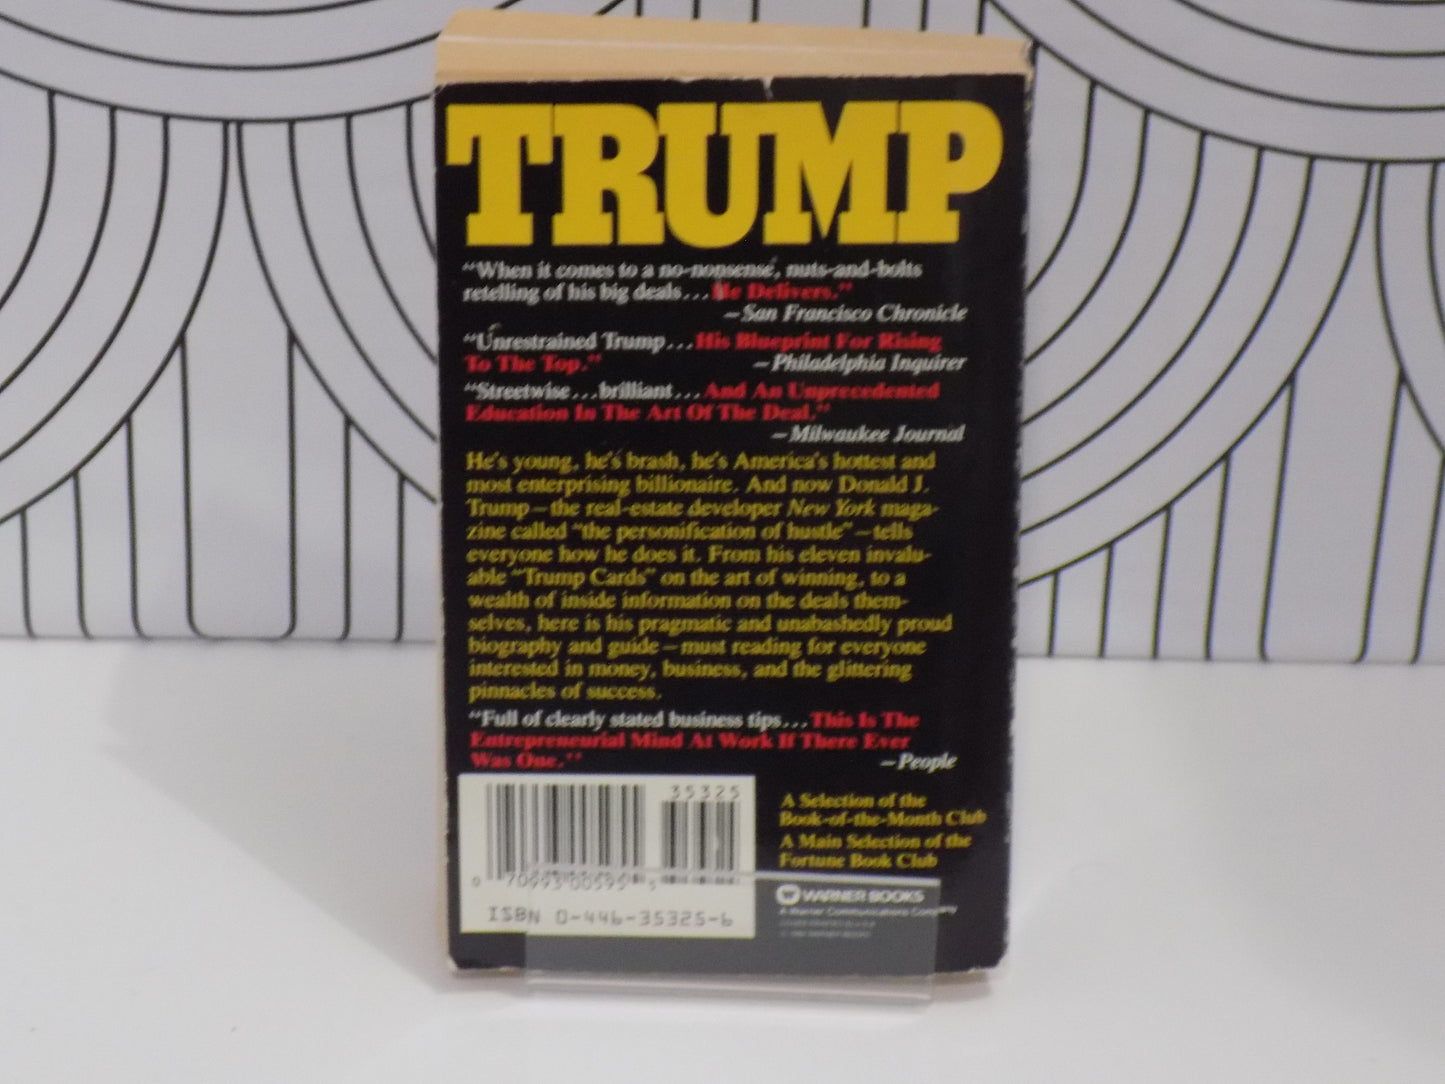 TRUMP
“When it comes to a no-nonsense, nuts-and-bolts
retelling of his big deals...He Delivers.”
—San Francisco Chronicle
“Unrestrained Trump...His Blueprint For Rising
To The Top.” —Philadelphia Inquirer
“Streetwise...brilliant...And An Unprecedented
Education In The Art Of The Deal.”
—Milwaukee Journal
He's young, he's brash, he's America's hottest and
most enterprising billionaire. And now Donald J.
Trump—the real-estate developer New York maga-
zine called “the personification of hustle”—tells
everyone how he does it. From his eleven invalu-
able “Trump Cards” on the art of winning, to a
wealth of inside information on the deals them-
selves, here is his pragmatic and unabashedly proud
biography and guide—must reading for everyone
interested in money, business, and the glittering
pinnacles of success.
“Full of clearly stated business tips...This Is The
Entrepreneurial Mind At Work If There Ever
Was One.” —People
35325
0 70993 00595 5
ISBN 0-446-35325-6
A Selection of the
Book-of-the-Month Club
A Main Selection of the
Fortune Book Club
WARNER BOOKS
A Warner Communications Company